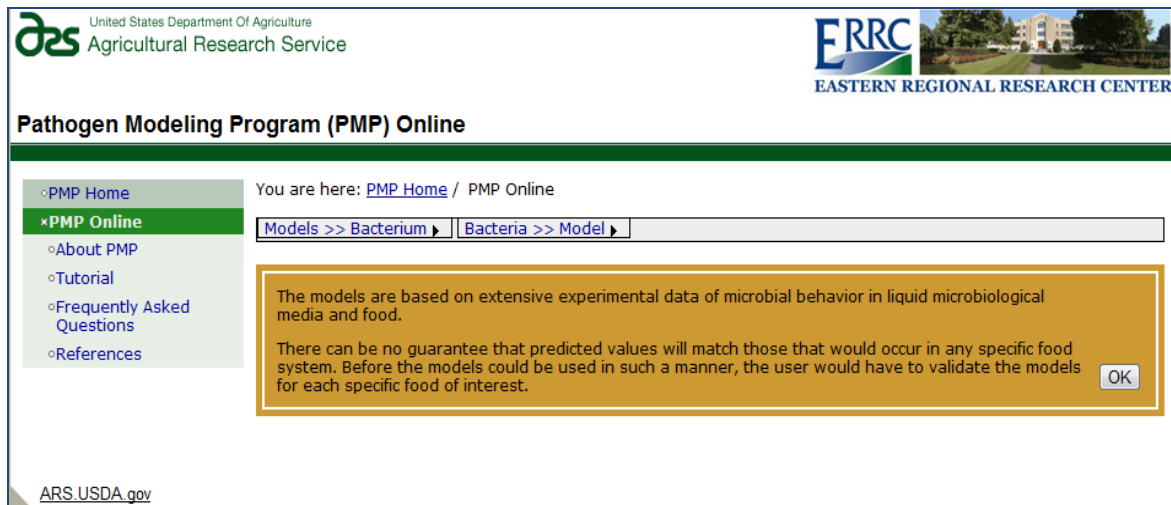 United States Department Of Agriculture
ars Agricultural Research Service
ERRC
EASTERN REGIONAL RESEARCH CENTER
Pathogen Modeling Program (PMP) Online
PMP Home
PMP Online
About PMP
Tutorial
Frequently Asked
Questions
References
You are here: PMP Home / PMP Online
Models >> Bacterium Bacteria >> Model
The models are based on extensive experimental data of microbial behavior in liquid microbiological
media and food.
There can be no guarantee that predicted values will match those that would occur in any specific food
system. Before the models could be used in such a manner, the user would have to validate the models
for each specific food of interest.
OK
ARS.USDA.gov